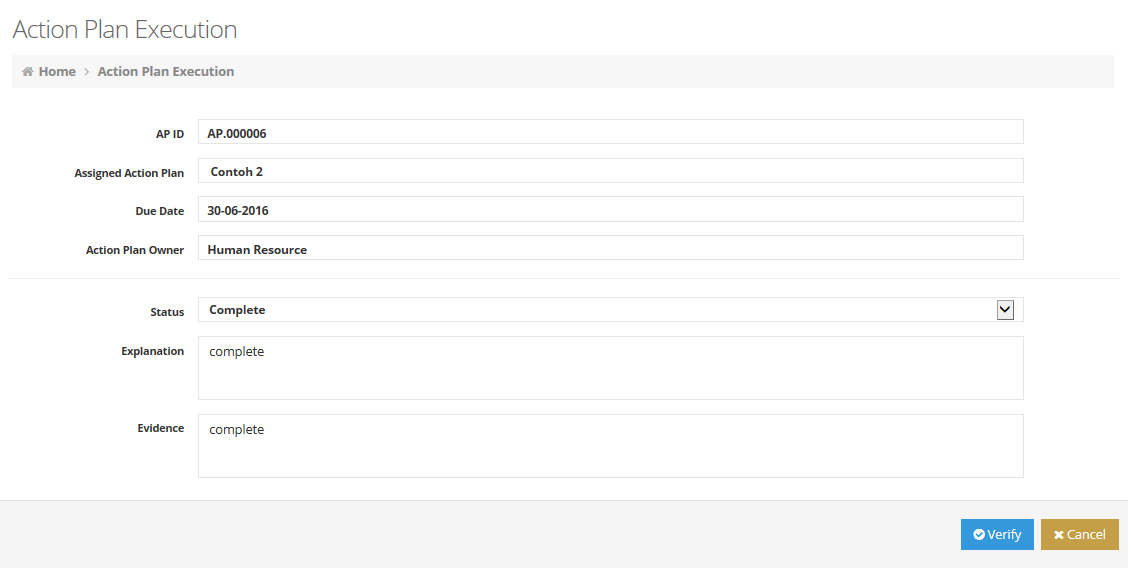 Action Plan Execution
Home > Action Plan Execution
AP ID AP.000006
Assigned Action Plan Contoh 2
Due Date 30-06-2016
Action Plan Owner Human Resource
Status Complete
Explanation complete
Evidence complete
Verify Cancel